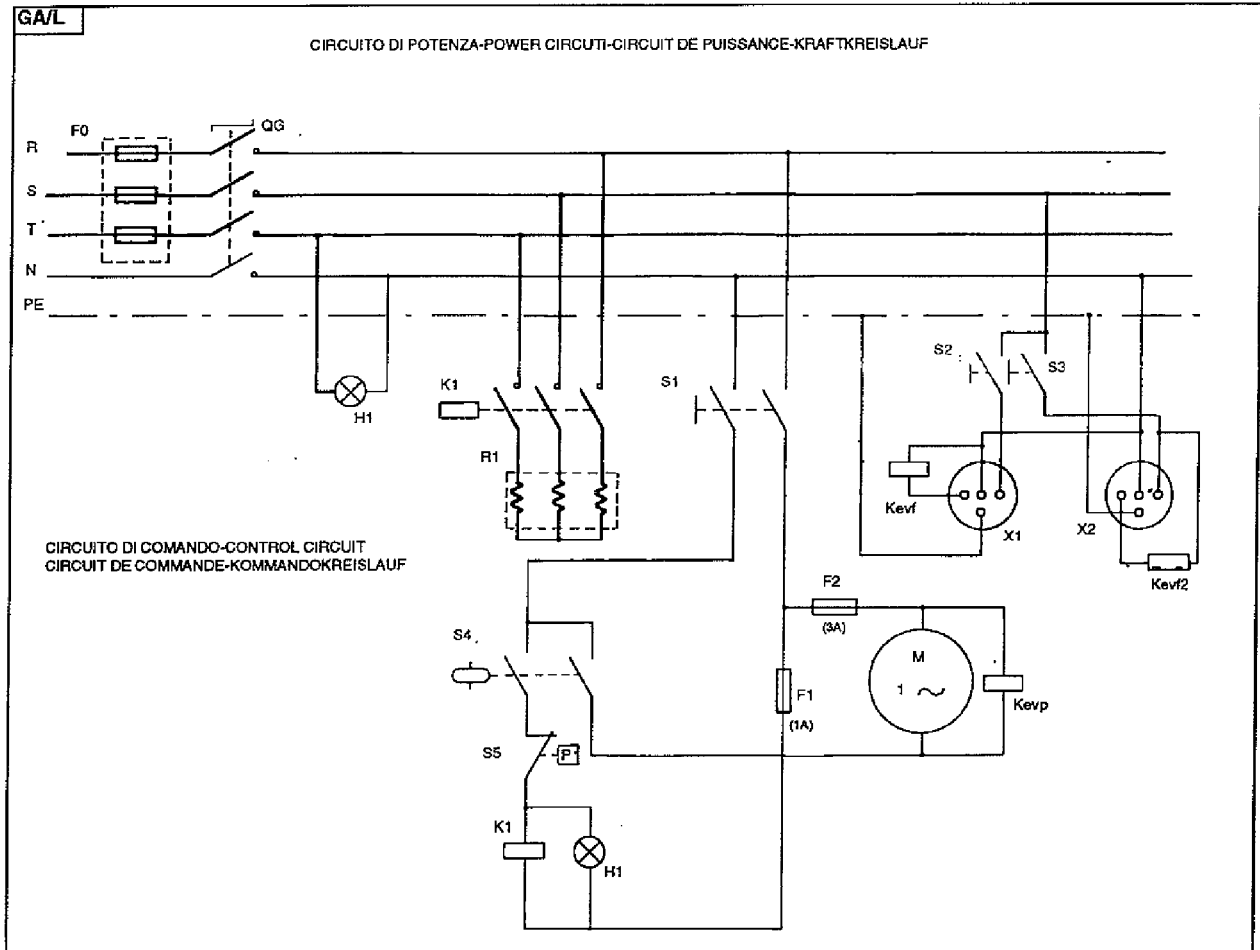 GA/L
CIRCUITO DI POTENZA-POWER CIRCUTI-CIRCUIT DE PUISSANCE-KRAFTKREISLAUF
F0
QG
R
S
T
N
PE
S2
S3
K1
S1
H1
R1
Kevf
X1
X2
CIRCUITO DI COMANDO-CONTROL CIRCUIT
CIRCUIT DE COMMANDE-KOMMANDOKREISLAUF
Kevf2
F2
(3A)
S4
M
1
F1
(1A)
Kevp
S5
P
K1
H1